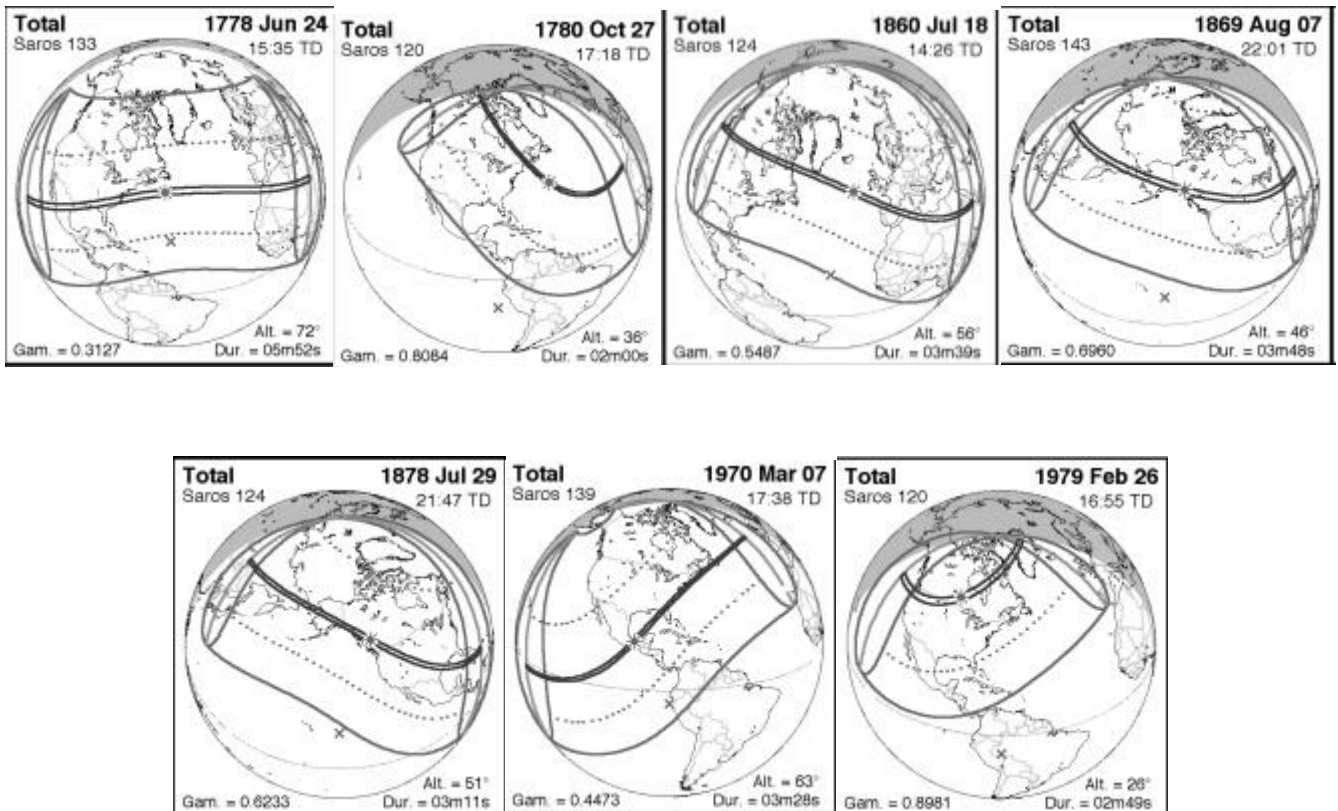 Total 1778 Jun 24
Saros 133 15:35 TD
Alt. = 72°
Gam. = 0.3127 Dur. = 05m52s
Total 1780 Oct 27
Saros 120 17:18 TD
Alt. = 36°
Gam. = 0.8084 Dur. = 02m00s
Total 1860 Jul 18
Saros 124 14:26 TD
Alt. = 56°
Gam. = 0.5487 Dur. = 03m39s
Total 1869 Aug 07
Saros 143 22:01 TD
Alt. = 46°
Gam. = 0.6960 Dur. = 03m48s
Total 1878 Jul 29
Saros 124 21:47 TD
Alt. = 51°
Gam. = 0.6233 Dur. = 03m11s
Total 1970 Mar 07
Saros 139 17:38 TD
Alt. = 63°
Gam. = 0.4473 Dur. = 03m28s
Total 1979 Feb 26
Saros 120 16:55 TD
Alt. = 26°
Gam. = 0.8981 Dur. = 02m49s